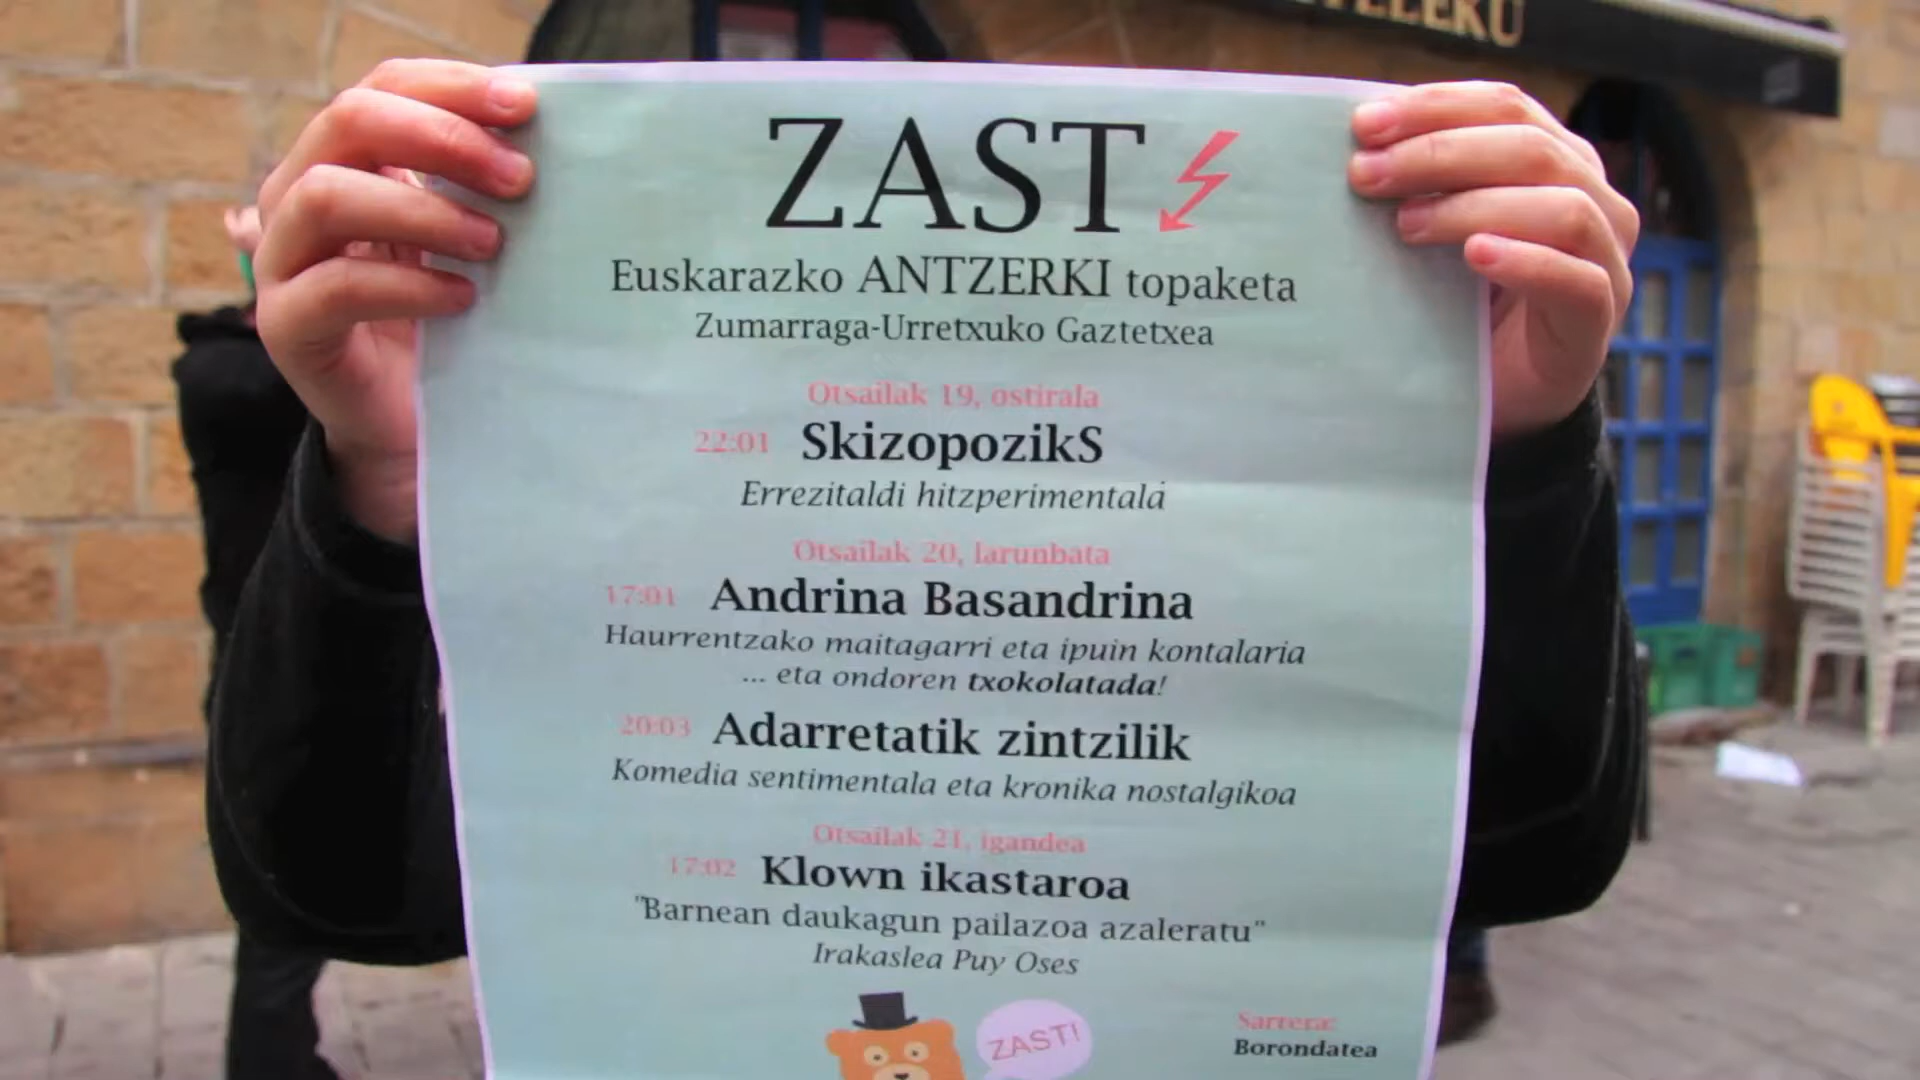 ZAST
Euskarazko ANTZERKI topaketa
Zumarraga-Urretxuko Gaztetxea
Otsailak 19, ostirala
22:01 SkizopozikS
Errezitaldi hitzperimentala
Otsailak 20, larunbata
17:01 Andrina Basandrina
Haurrentzako maitagarri eta ipuin kontalaria
... eta ondoren txokolatada!
20:03 Adarretatik zintzilik
Komedia sentimentala eta kronika nostalgikoa
Otsailak 21, igandea
17:02 Klown ikastaroa
"Barnean daukagun pailazoa azaleratu"
Irakaslea Puy Oses
ZAST!
Sarrera:
Borondatea